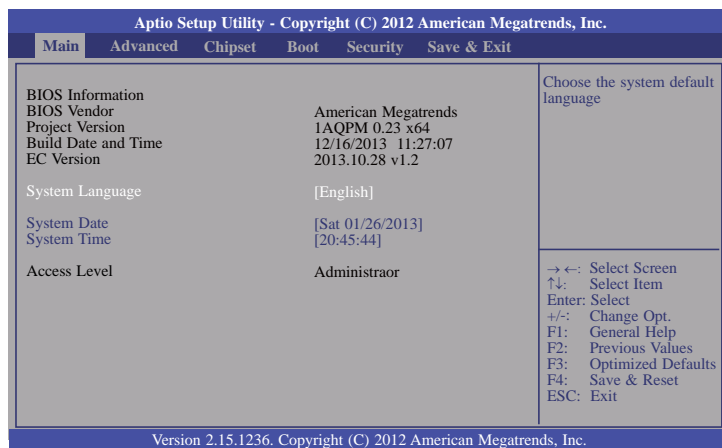 Aptio Setup Utility - Copyright (C) 2012 American Megatrends, Inc.
Main Advanced Chipset Boot Security Save & Exit
BIOS Information
BIOS Vendor American Megatrends
Project Version 1AQPM 0.23 x64
Build Date and Time 12/16/2013 11:27:07
EC Version 2013.10.28 v1.2
System Language [English]
System Date [Sat 01/26/2013]
System Time [20:45:44]
Access Level Administraor
Choose the system default
language
→ ←: Select Screen
↑↓: Select Item
Enter: Select
+/-: Change Opt.
F1: General Help
F2: Previous Values
F3: Optimized Defaults
F4: Save & Reset
ESC: Exit
Version 2.15.1236. Copyright (C) 2012 American Megatrends, Inc.